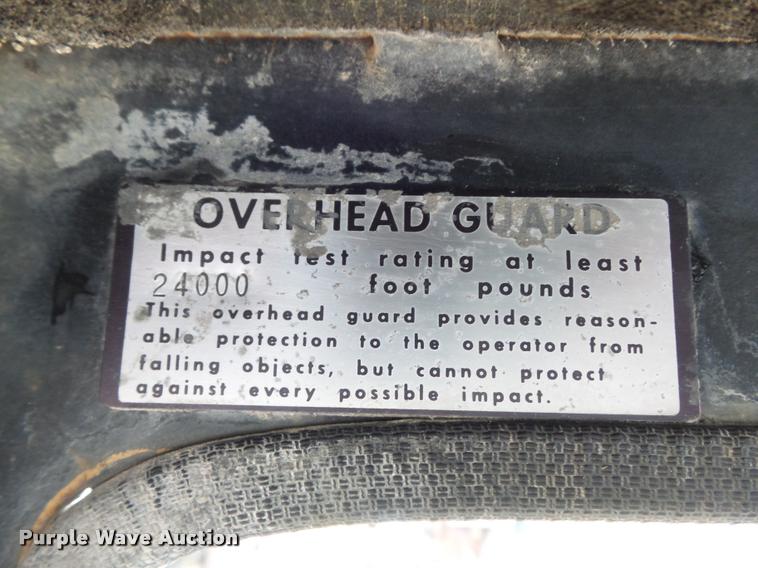 OVERHEAD GUARD
Impact test rating at least
24000 foot pounds
This overhead guard provides reason-
able protection to the operator from
falling objects, but cannot protect
against every possible impact.
Purple Wave Auction